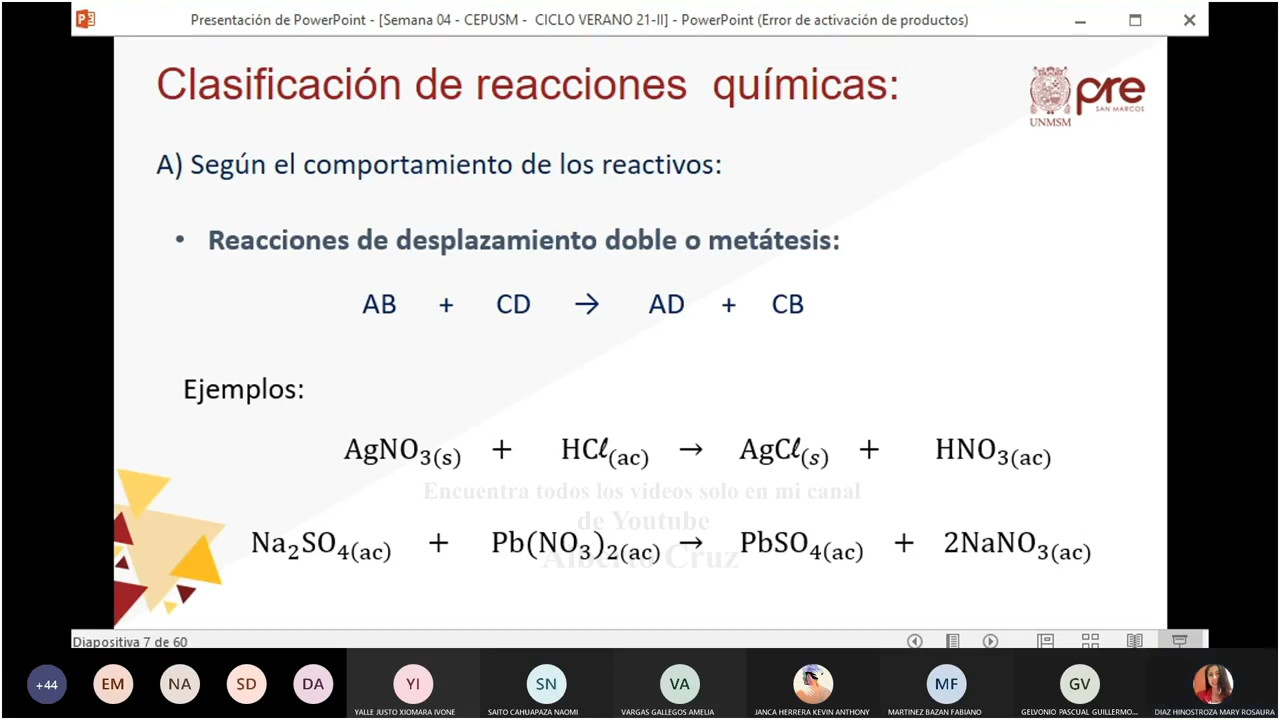 Presentación de PowerPoint - [Semana 04 - CEPUSM - CICLO VERANO 21-II] - PowerPoint (Error de activación de productos)
Clasificación de reacciones químicas:
UNMSM
pre
SAN MARCOS
A) Según el comportamiento de los reactivos:
• Reacciones de desplazamiento doble o metátesis:
AB + CD → AD + CB
Ejemplos:
AgNO₃(s) + HCℓ(ac) → AgCℓ(s) + HNO₃(ac)
Encuentra todos los videos solo en mi canal
de Youtube
Na₂SO₄(ac) + Pb(NO₃)₂(ac) → PbSO₄(ac) + 2NaNO₃(ac)
Alberto Cruz
Diapositiva 7 de 60
+44 EM NA SD DA YI SN VA MF GV
YALLE JUSTO XIOMARA IVONE SAITO CAHUAPAZA NAOMI VARGAS GALLEGOS AMELIA JANCA HERRERA KEVIN ANTHONY MARTINEZ BAZAN FABIANO GELVONIO PASCUAL GUILLERMO... DIAZ HINOSTROZA MARY ROSAURA